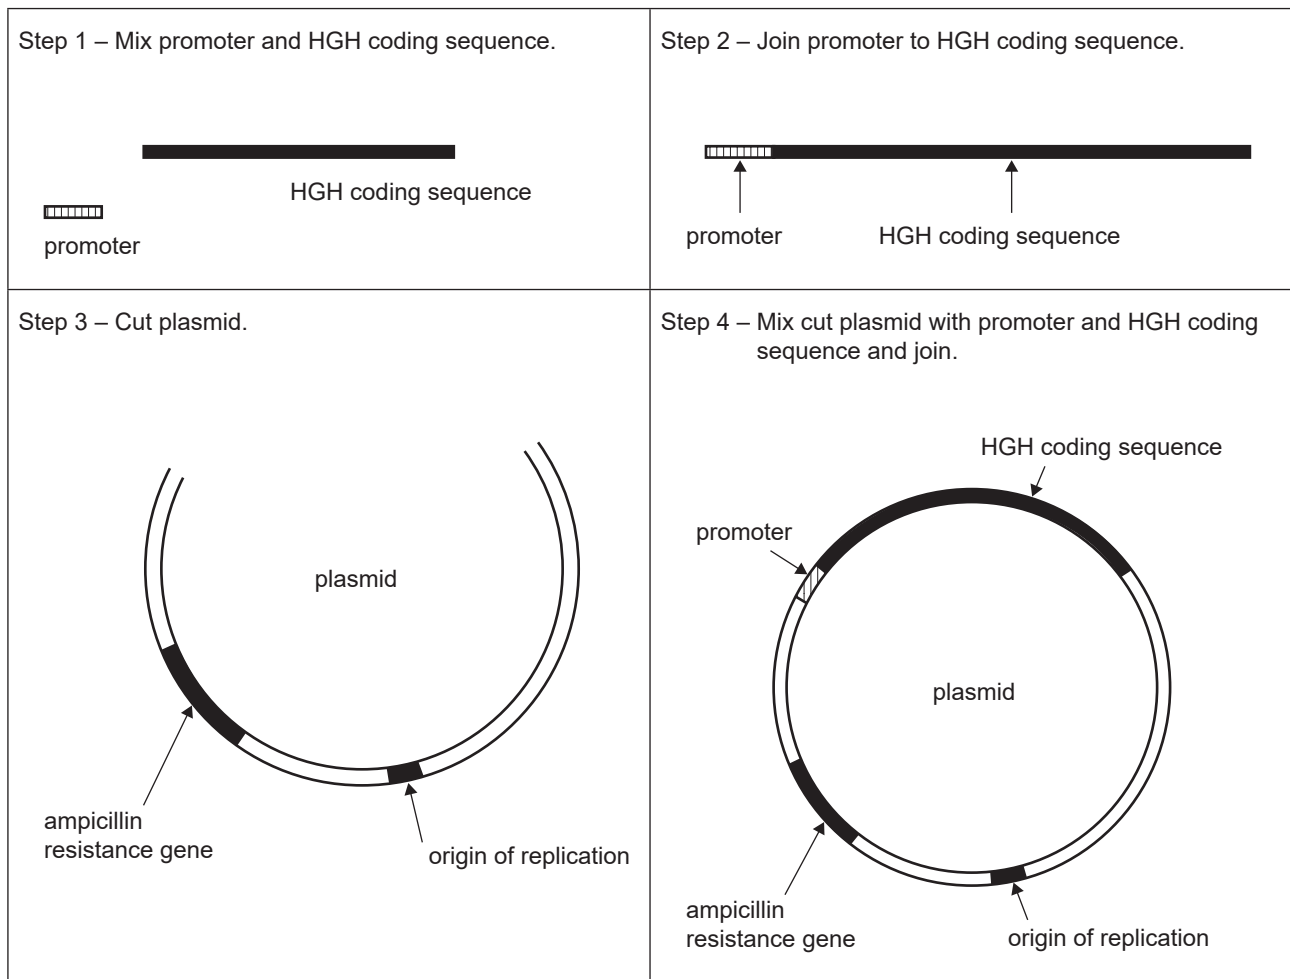 Step 1 – Mix promoter and HGH coding sequence.
HGH coding sequence
promoter
Step 2 – Join promoter to HGH coding sequence.
promoter
HGH coding sequence
Step 3 – Cut plasmid.
plasmid
ampicillin
resistance gene
origin of replication
Step 4 – Mix cut plasmid with promoter and HGH coding
sequence and join.
HGH coding sequence
promoter
plasmid
ampicillin
resistance gene
origin of replication